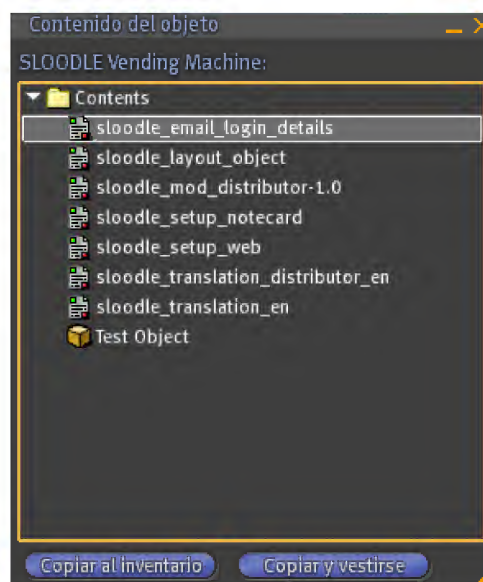 Contenido del objeto
SLOODLE Vending Machine:
Contents
sloodle_email_login_details
sloodle_layout_object
sloodle_mod_distributor-1.0
sloodle_setup_notecard
sloodle_setup_web
sloodle_translation_distributor_en
sloodle_translation_en
Test Object
Copiar al inventario Copiar y vestirse